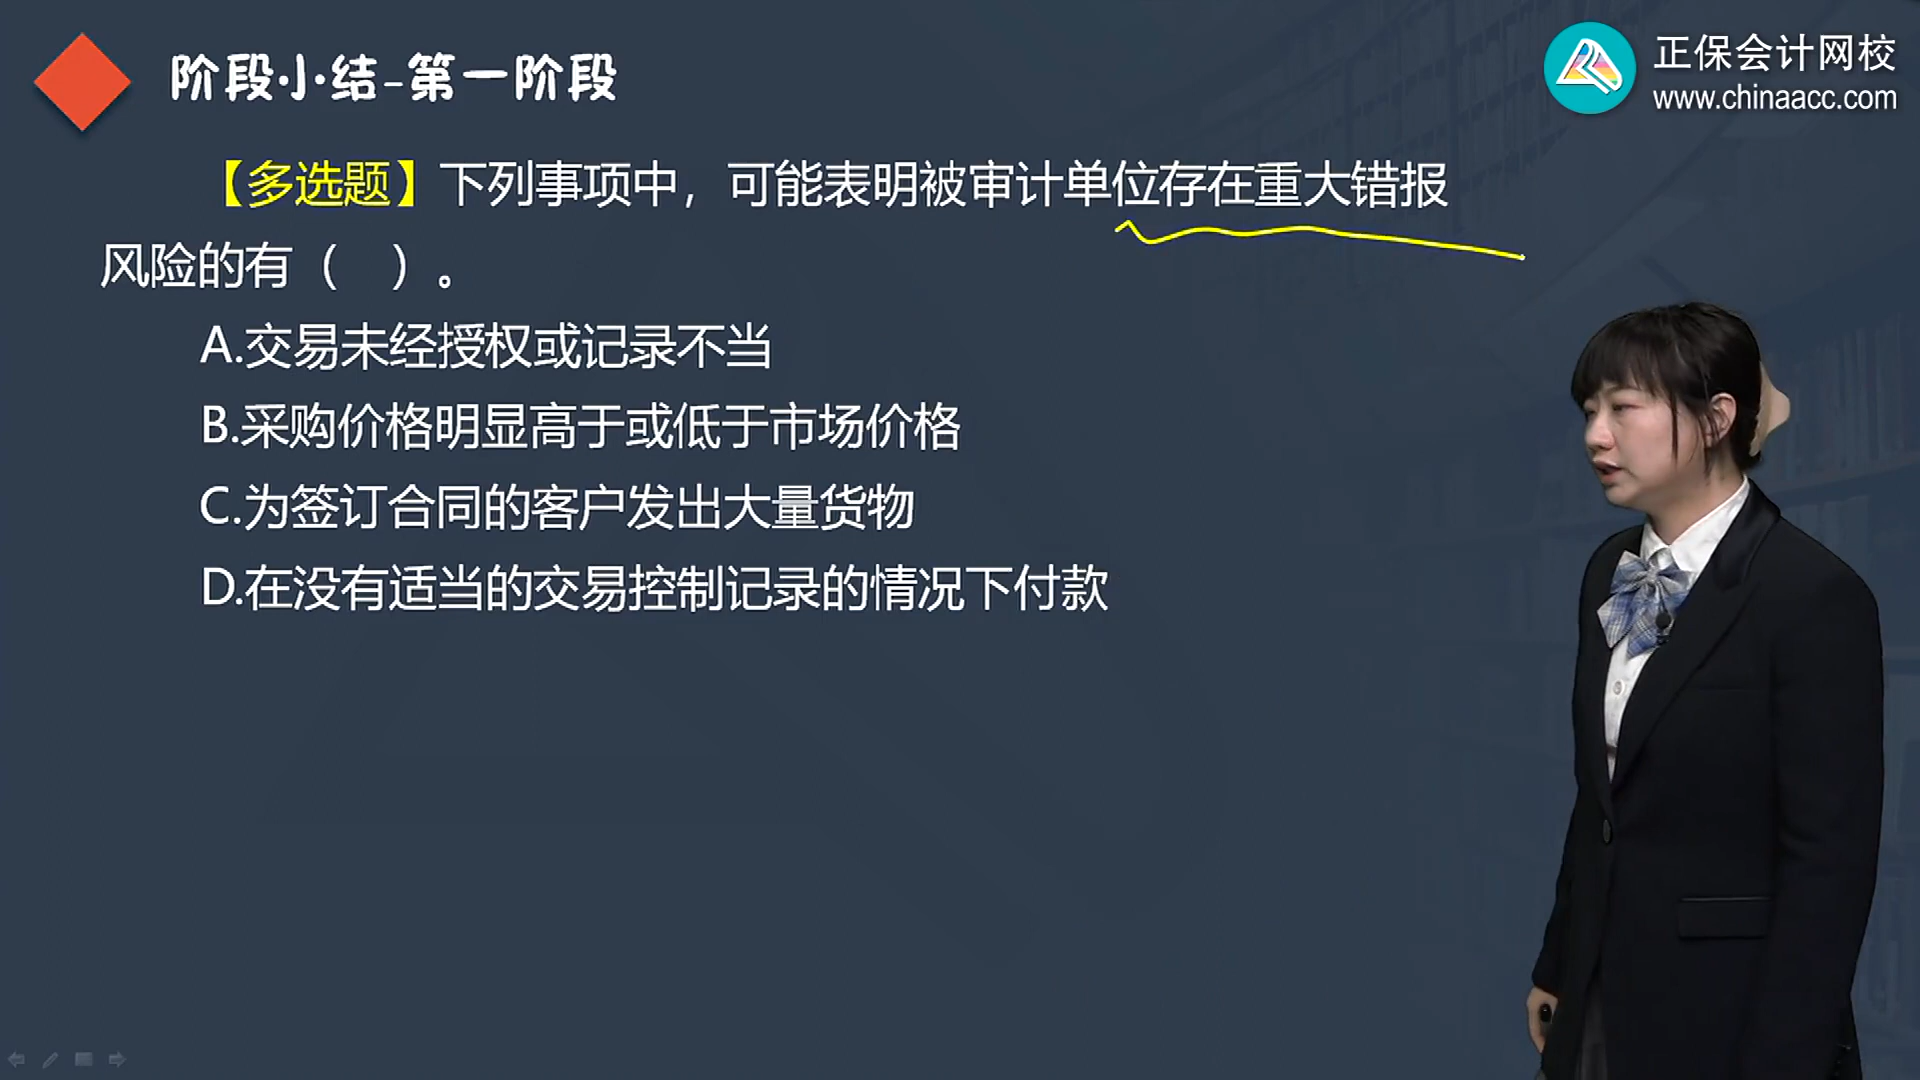 阶段小结-第一阶段
正保会计网校
www.chinaacc.com
【多选题】下列事项中，可能表明被审计单位存在重大错报
风险的有（　）。
A.交易未经授权或记录不当
B.采购价格明显高于或低于市场价格
C.为签订合同的客户发出大量货物
D.在没有适当的交易控制记录的情况下付款